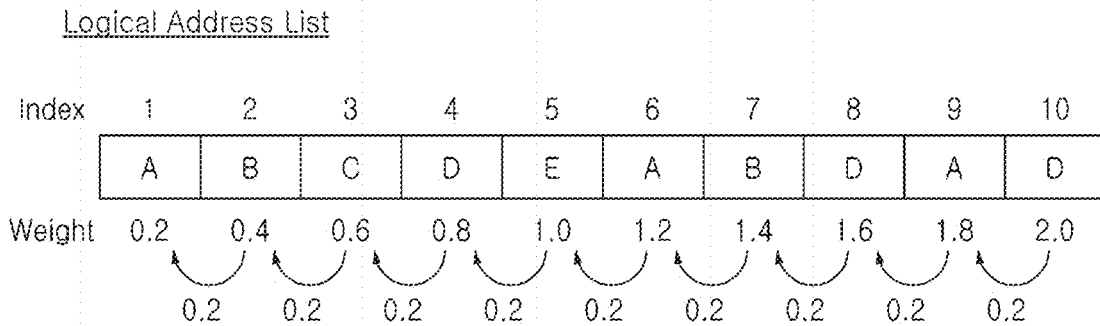 Logical Address List
Index 1 2 3 4 5 6 7 8 9 10
A B C D E A B D A D
Weight 0.2 0.4 0.6 0.8 1.0 1.2 1.4 1.6 1.8 2.0
0.2 0.2 0.2 0.2 0.2 0.2 0.2 0.2 0.2